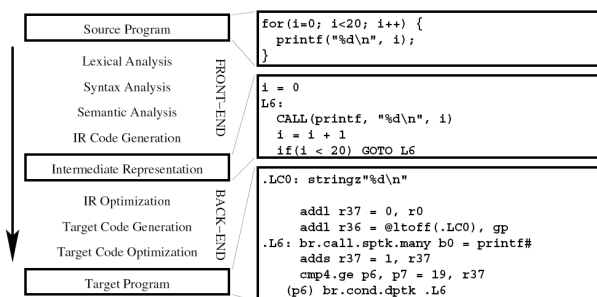 Source Program
Lexical Analysis
Syntax Analysis
Semantic Analysis
IR Code Generation
FRONT-END
Intermediate Representation
IR Optimization
Target Code Generation
Target Code Optimization
BACK-END
Target Program
for(i=0; i<20; i++) {
printf("%d\n", i);
}
i = 0
L6:
CALL(printf, "%d\n", i)
i = i + 1
if(i < 20) GOTO L6
.LC0: stringz"%d\n"
addl r37 = 0, r0
addl r36 = @ltoff(.LC0), gp
.L6: br.call.sptk.many b0 = printf#
adds r37 = 1, r37
cmp4.ge p6, p7 = 19, r37
(p6) br.cond.dptk .L6